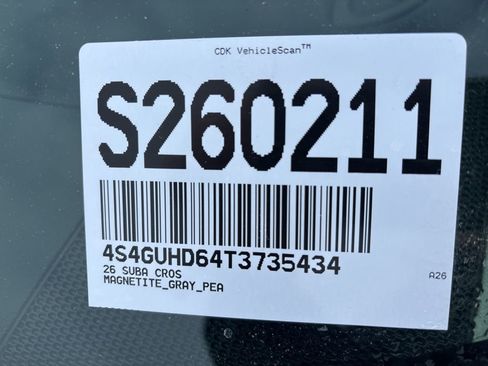 CDK VehicleScan™
S260211
4S4GUHD64T3735434
26 SUBA CROS
MAGNETITE_GRAY_PEA
A26